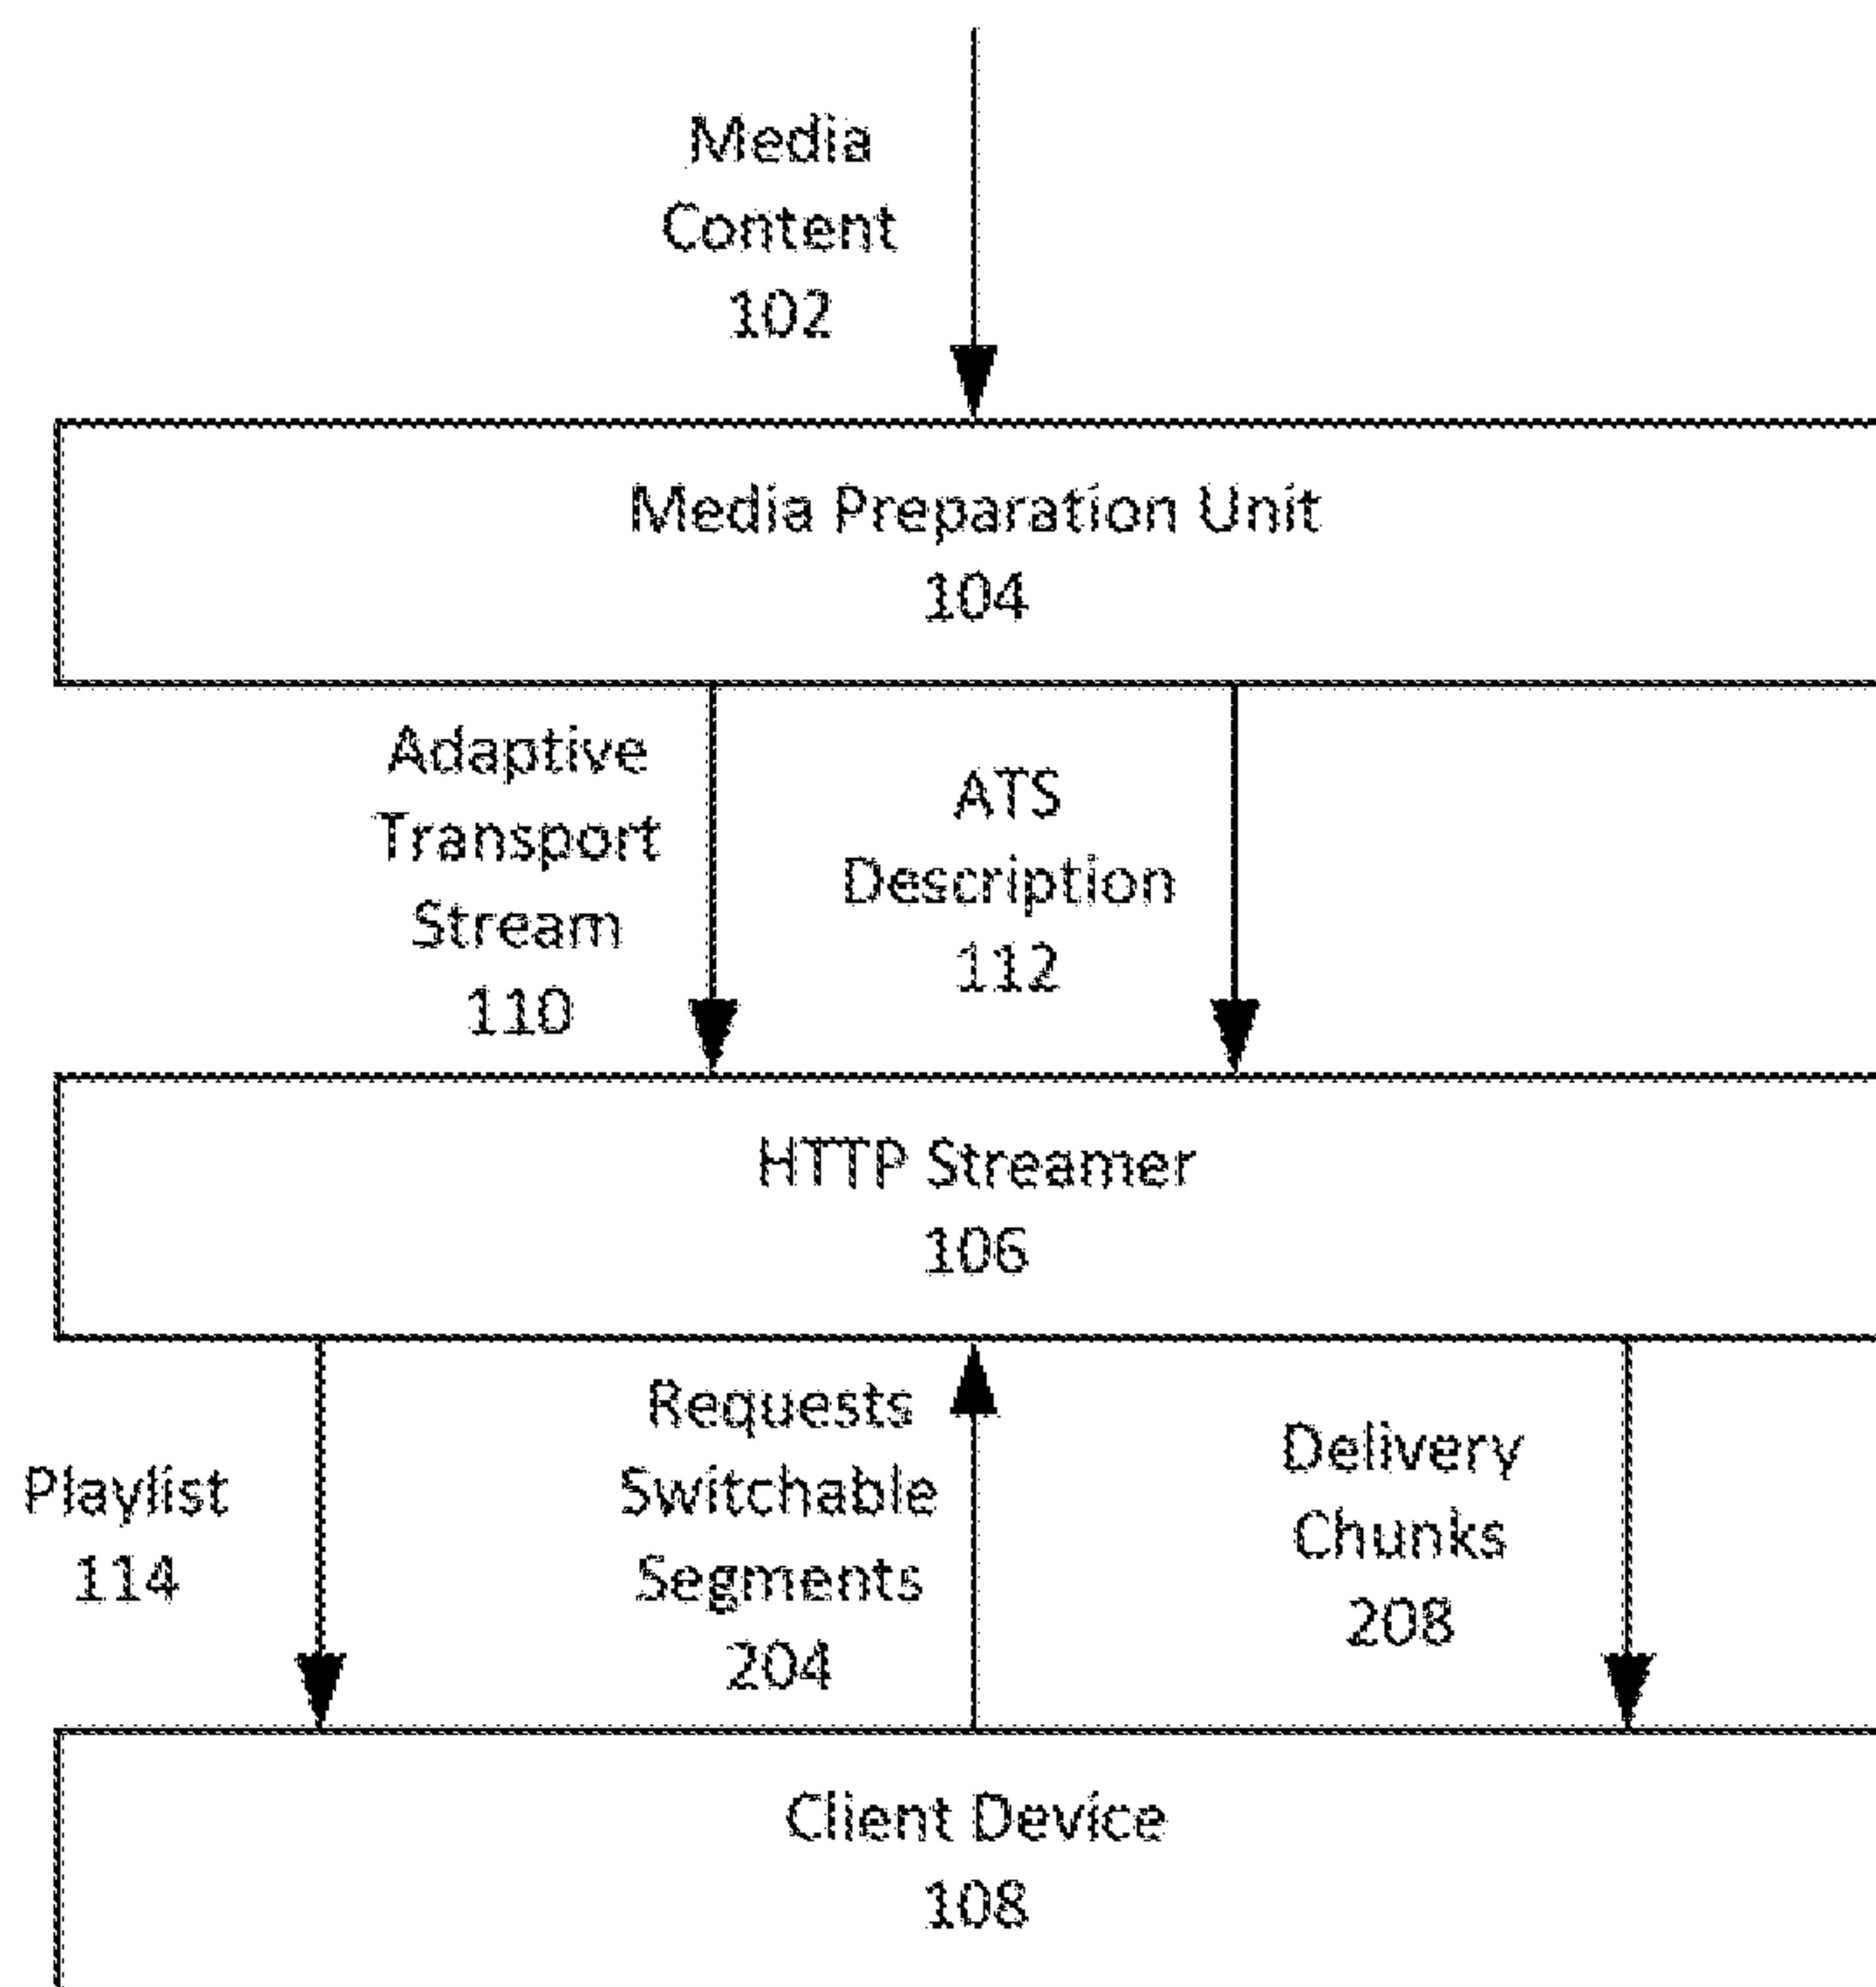 Media
Content
102
Media Preparation Unit
104
Adaptive
Transport
Stream
110
ATS
Description
112
HTTP Streamer
106
Playlist
114
Requests
Switchable
Segments
204
Delivery
Chunks
208
Client Device
108